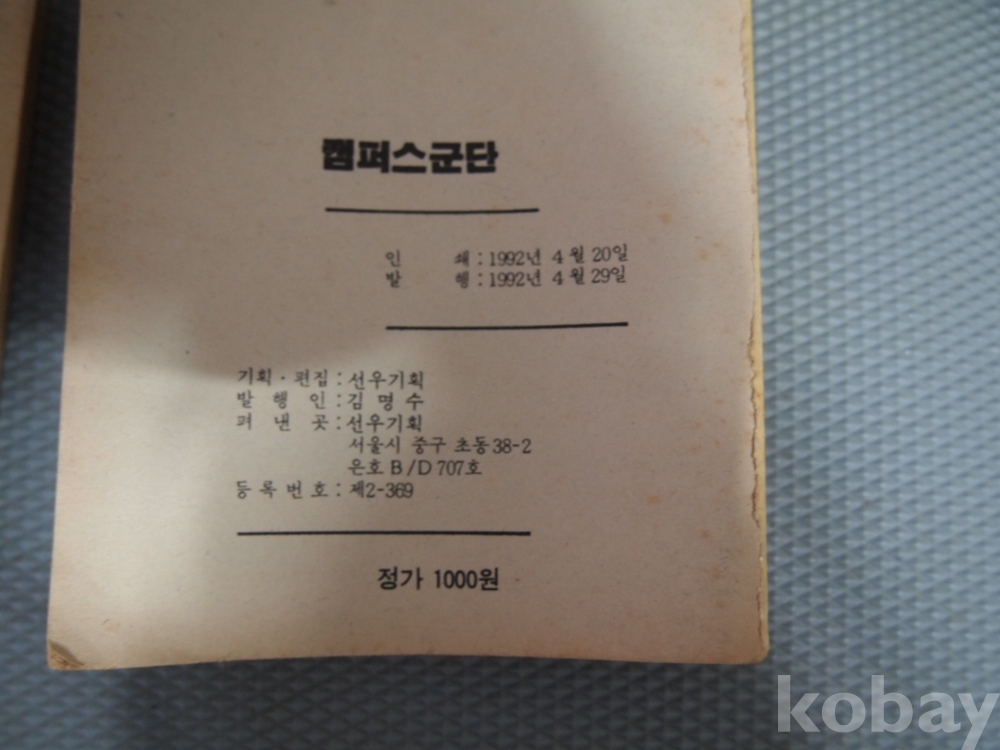 캠퍼스군단
인 쇄 : 1992년 4월 20일
발 행 : 1992년 4월 29일
기획 · 편집 : 선우기획
발 행 인 : 김 명 수
펴 낸 곳 : 선우기획
서울시 중구 초동 38-2
온호 B/D 707호
등 록 번 호 : 제2-369
정가 1000원
kobay